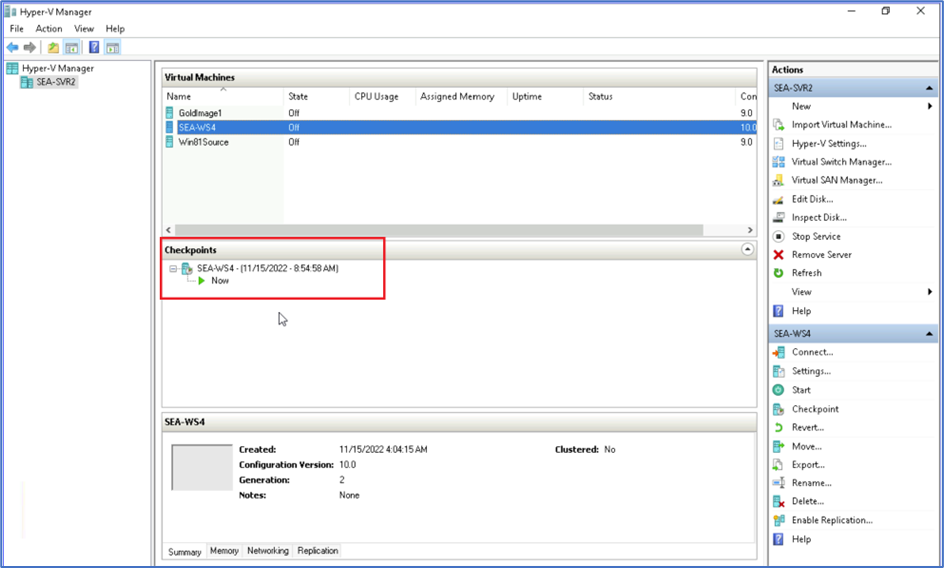 Hyper-V Manager
File Action View Help
Hyper-V Manager
SEA-SVR2
Virtual Machines
Name State CPU Usage Assigned Memory Uptime Status Con
GoldImage1 Off 9.0
SEA-WS4 Off 10.0
Win81Source Off 9.0
Checkpoints
SEA-WS4 - (11/15/2022 - 8:54:58 AM)
Now
SEA-WS4
Created: 11/15/2022 4:04:15 AM Clustered: No
Configuration Version: 10.0
Generation: 2
Notes: None
Summary Memory Networking Replication
Actions
SEA-SVR2
New
Import Virtual Machine...
Hyper-V Settings...
Virtual Switch Manager...
Virtual SAN Manager...
Edit Disk...
Inspect Disk...
Stop Service
Remove Server
Refresh
View
Help
SEA-WS4
Connect...
Settings...
Start
Checkpoint
Revert...
Move...
Export...
Rename...
Delete...
Enable Replication...
Help